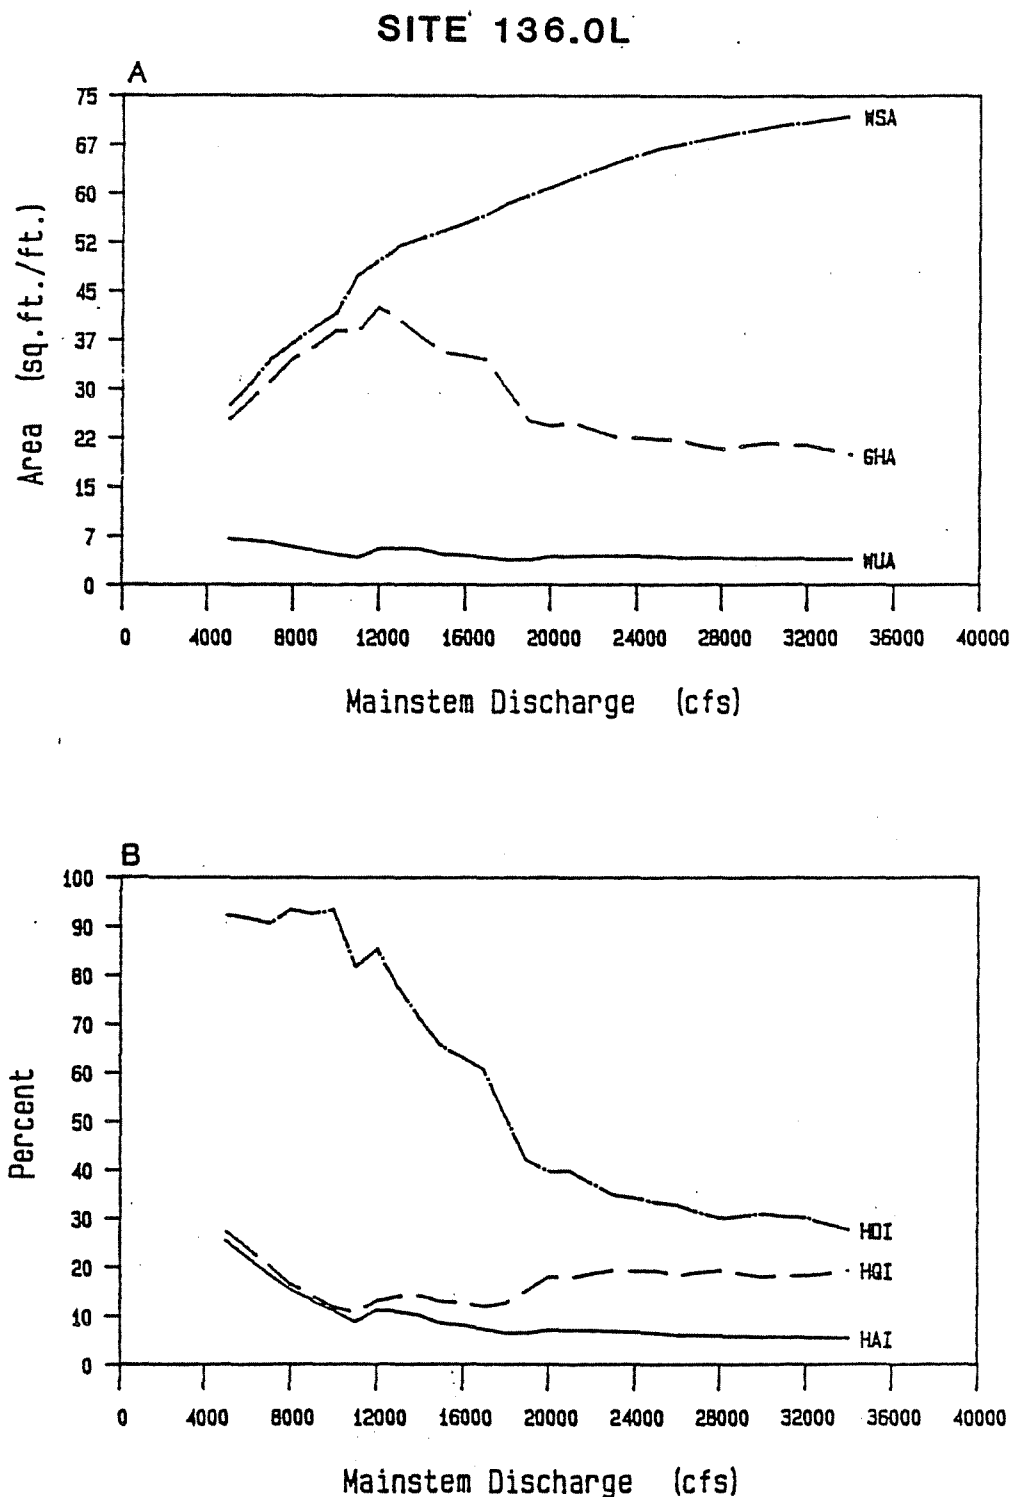 SITE 136.0L
A
75
67
60
52
45
37
30
22
15
7
0
Area (sq.ft./ft.)
WSA
GHA
WUA
0 4000 8000 12000 16000 20000 24000 28000 32000 36000 40000
Mainstem Discharge (cfs)
B
100
90
80
70
60
50
40
30
20
10
0
Percent
HDI
HQI
HAI
0 4000 8000 12000 16000 20000 24000 28000 32000 36000 40000
Mainstem Discharge (cfs)